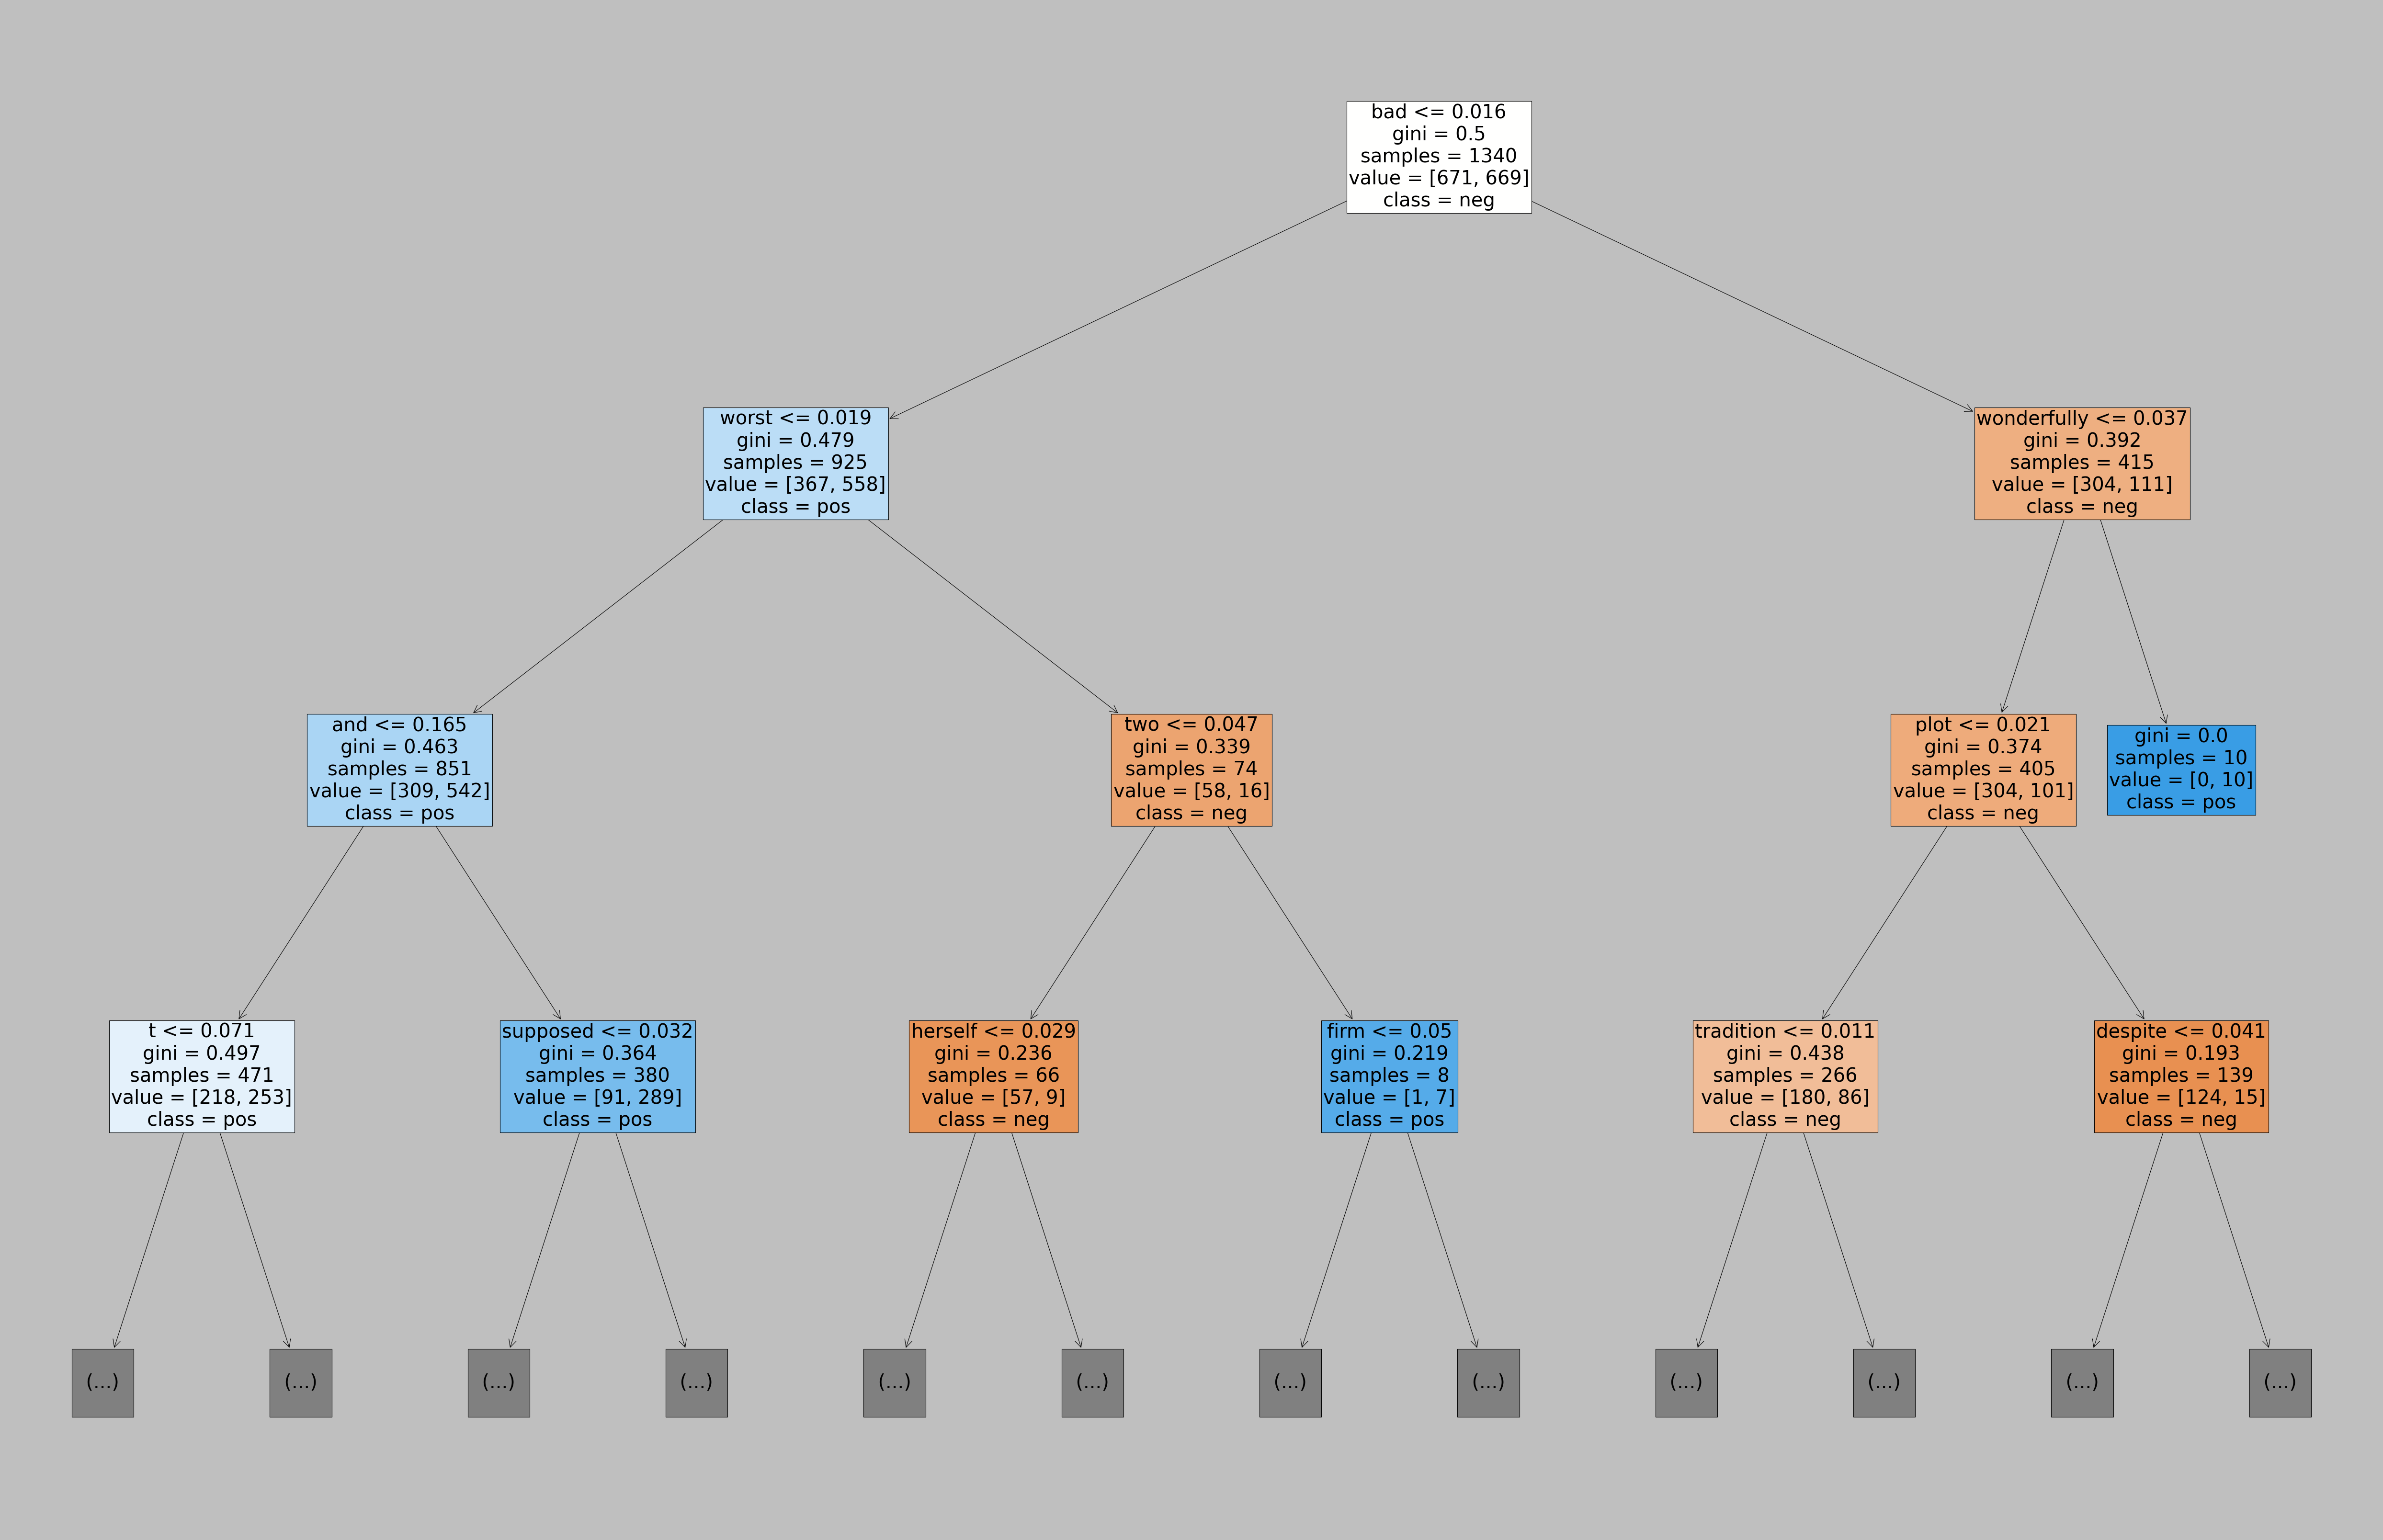 bad <= 0.016
gini = 0.5
samples = 1340
value = [671, 669]
class = neg
worst <= 0.019
gini = 0.479
samples = 925
value = [367, 558]
class = pos
wonderfully <= 0.037
gini = 0.392
samples = 415
value = [304, 111]
class = neg
and <= 0.165
gini = 0.463
samples = 851
value = [309, 542]
class = pos
two <= 0.047
gini = 0.339
samples = 74
value = [58, 16]
class = neg
plot <= 0.021
gini = 0.374
samples = 405
value = [304, 101]
class = neg
gini = 0.0
samples = 10
value = [0, 10]
class = pos
t <= 0.071
gini = 0.497
samples = 471
value = [218, 253]
class = pos
supposed <= 0.032
gini = 0.364
samples = 380
value = [91, 289]
class = pos
herself <= 0.029
gini = 0.236
samples = 66
value = [57, 9]
class = neg
firm <= 0.05
gini = 0.219
samples = 8
value = [1, 7]
class = pos
tradition <= 0.011
gini = 0.438
samples = 266
value = [180, 86]
class = neg
despite <= 0.041
gini = 0.193
samples = 139
value = [124, 15]
class = neg
(...)
(...)
(...)
(...)
(...)
(...)
(...)
(...)
(...)
(...)
(...)
(...)